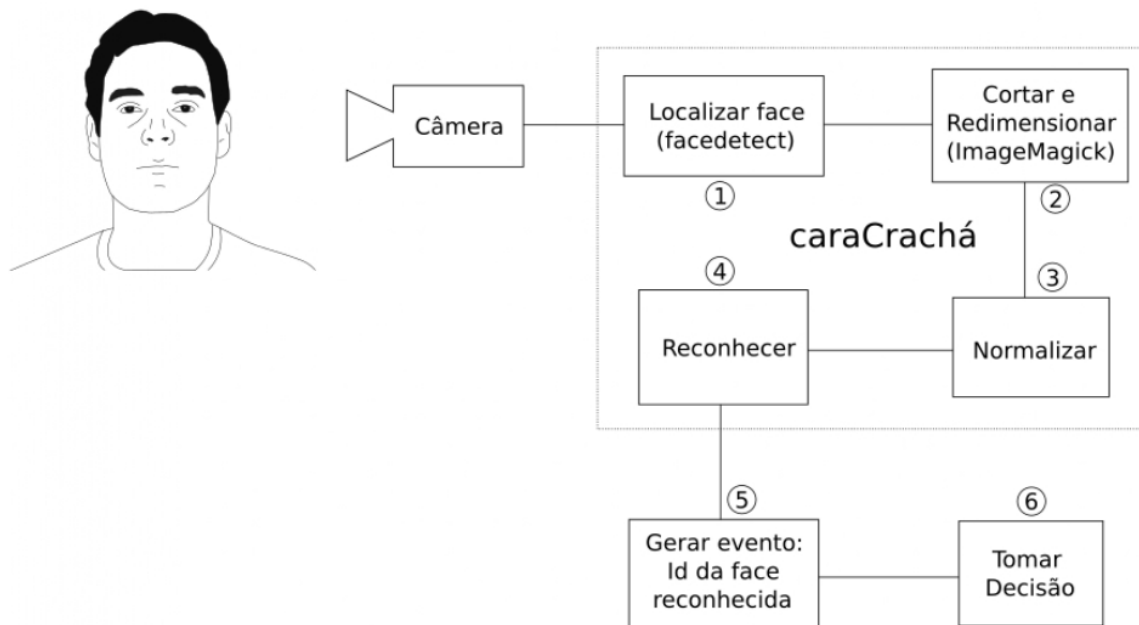 Câmera
Localizar face
(facedetect)
1
Cortar e
Redimensionar
(ImageMagick)
2
caraCrachá
3
Normalizar
4
Reconhecer
5
Gerar evento:
Id da face
reconhecida
6
Tomar
Decisão